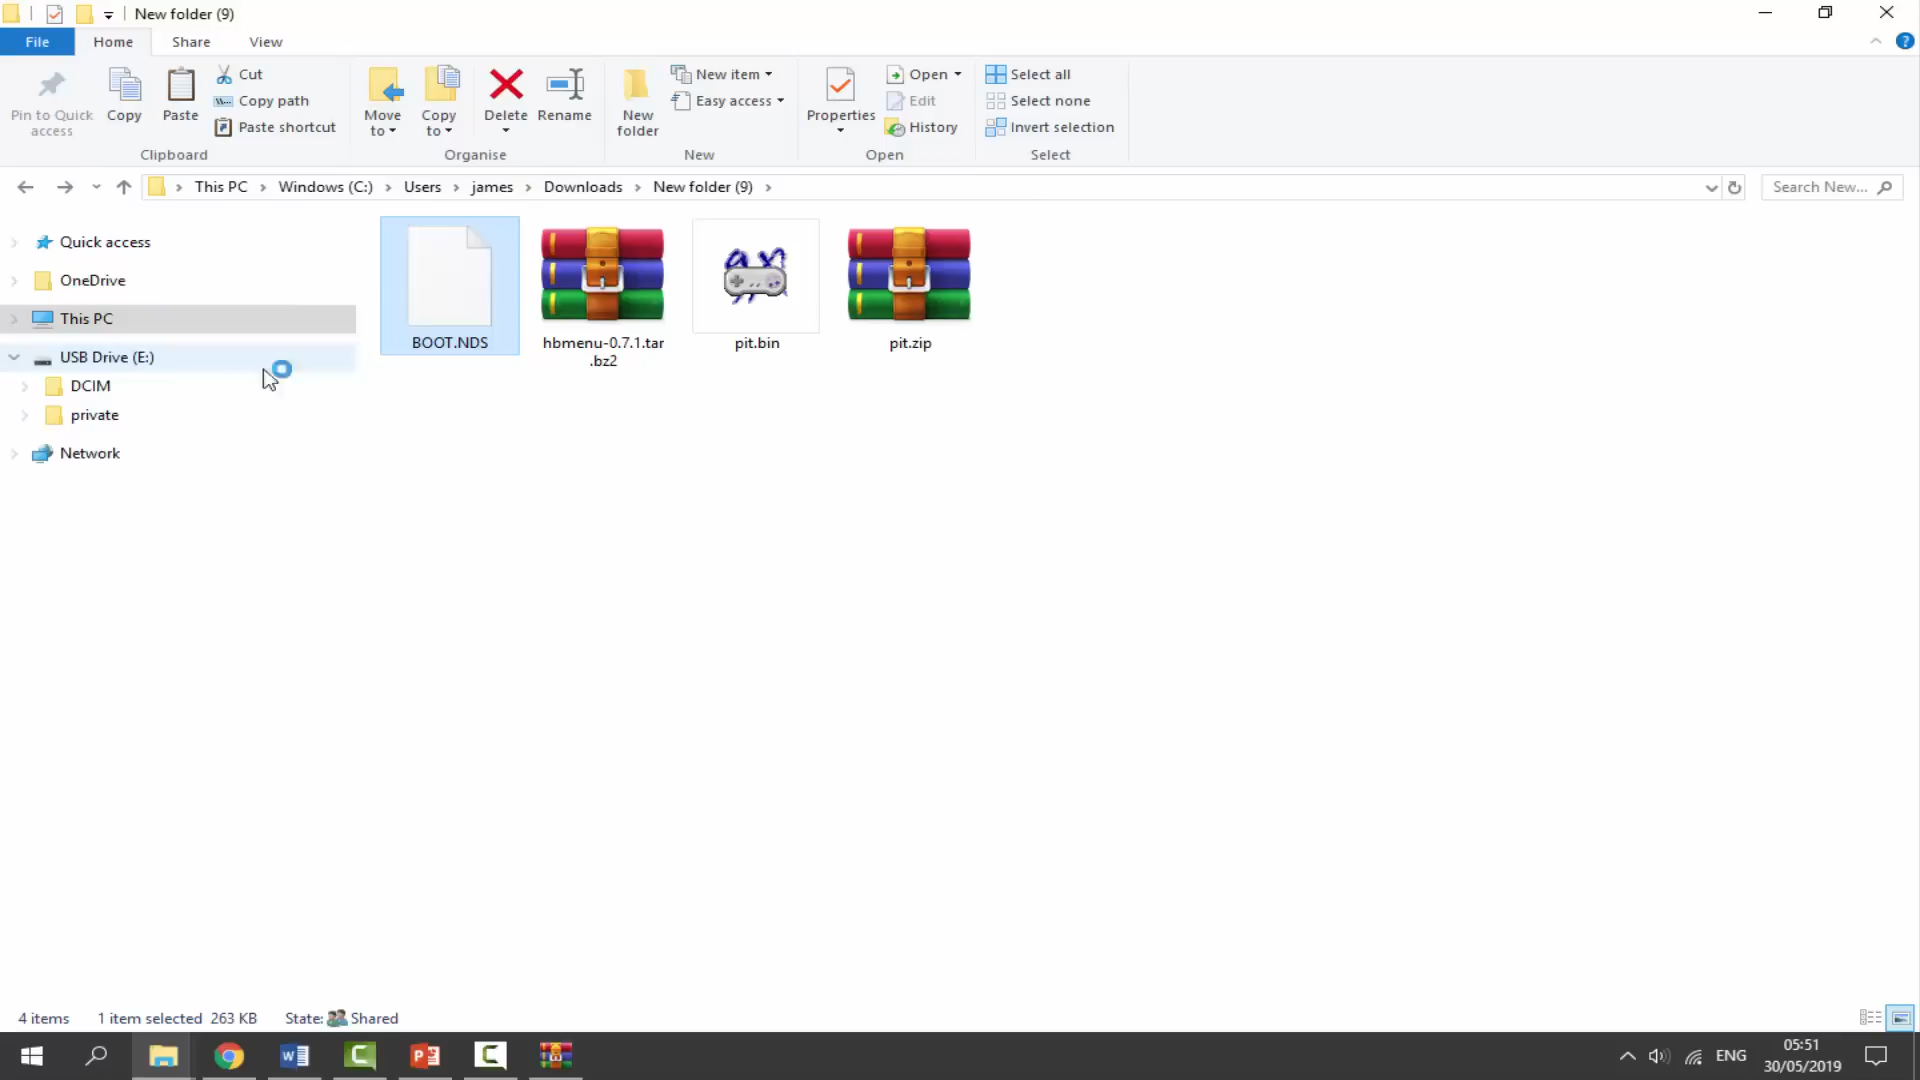 New folder (9)
File Home Share View
Pin to Quick access
Copy
Paste
Cut
Copy path
Paste shortcut
Clipboard
Move to
Copy to
Delete
Rename
Organise
New folder
New item
Easy access
New
Properties
Open
Edit
History
Open
Select all
Select none
Invert selection
Select
This PC Windows (C:) Users james Downloads New folder (9)
Search New...
Quick access
OneDrive
This PC
USB Drive (E:)
DCIM
private
Network
BOOT.NDS
hbmenu-0.7.1.tar
.bz2
pit.bin
pit.zip
4 items 1 item selected 263 KB State: Shared
ENG
05:51
30/05/2019